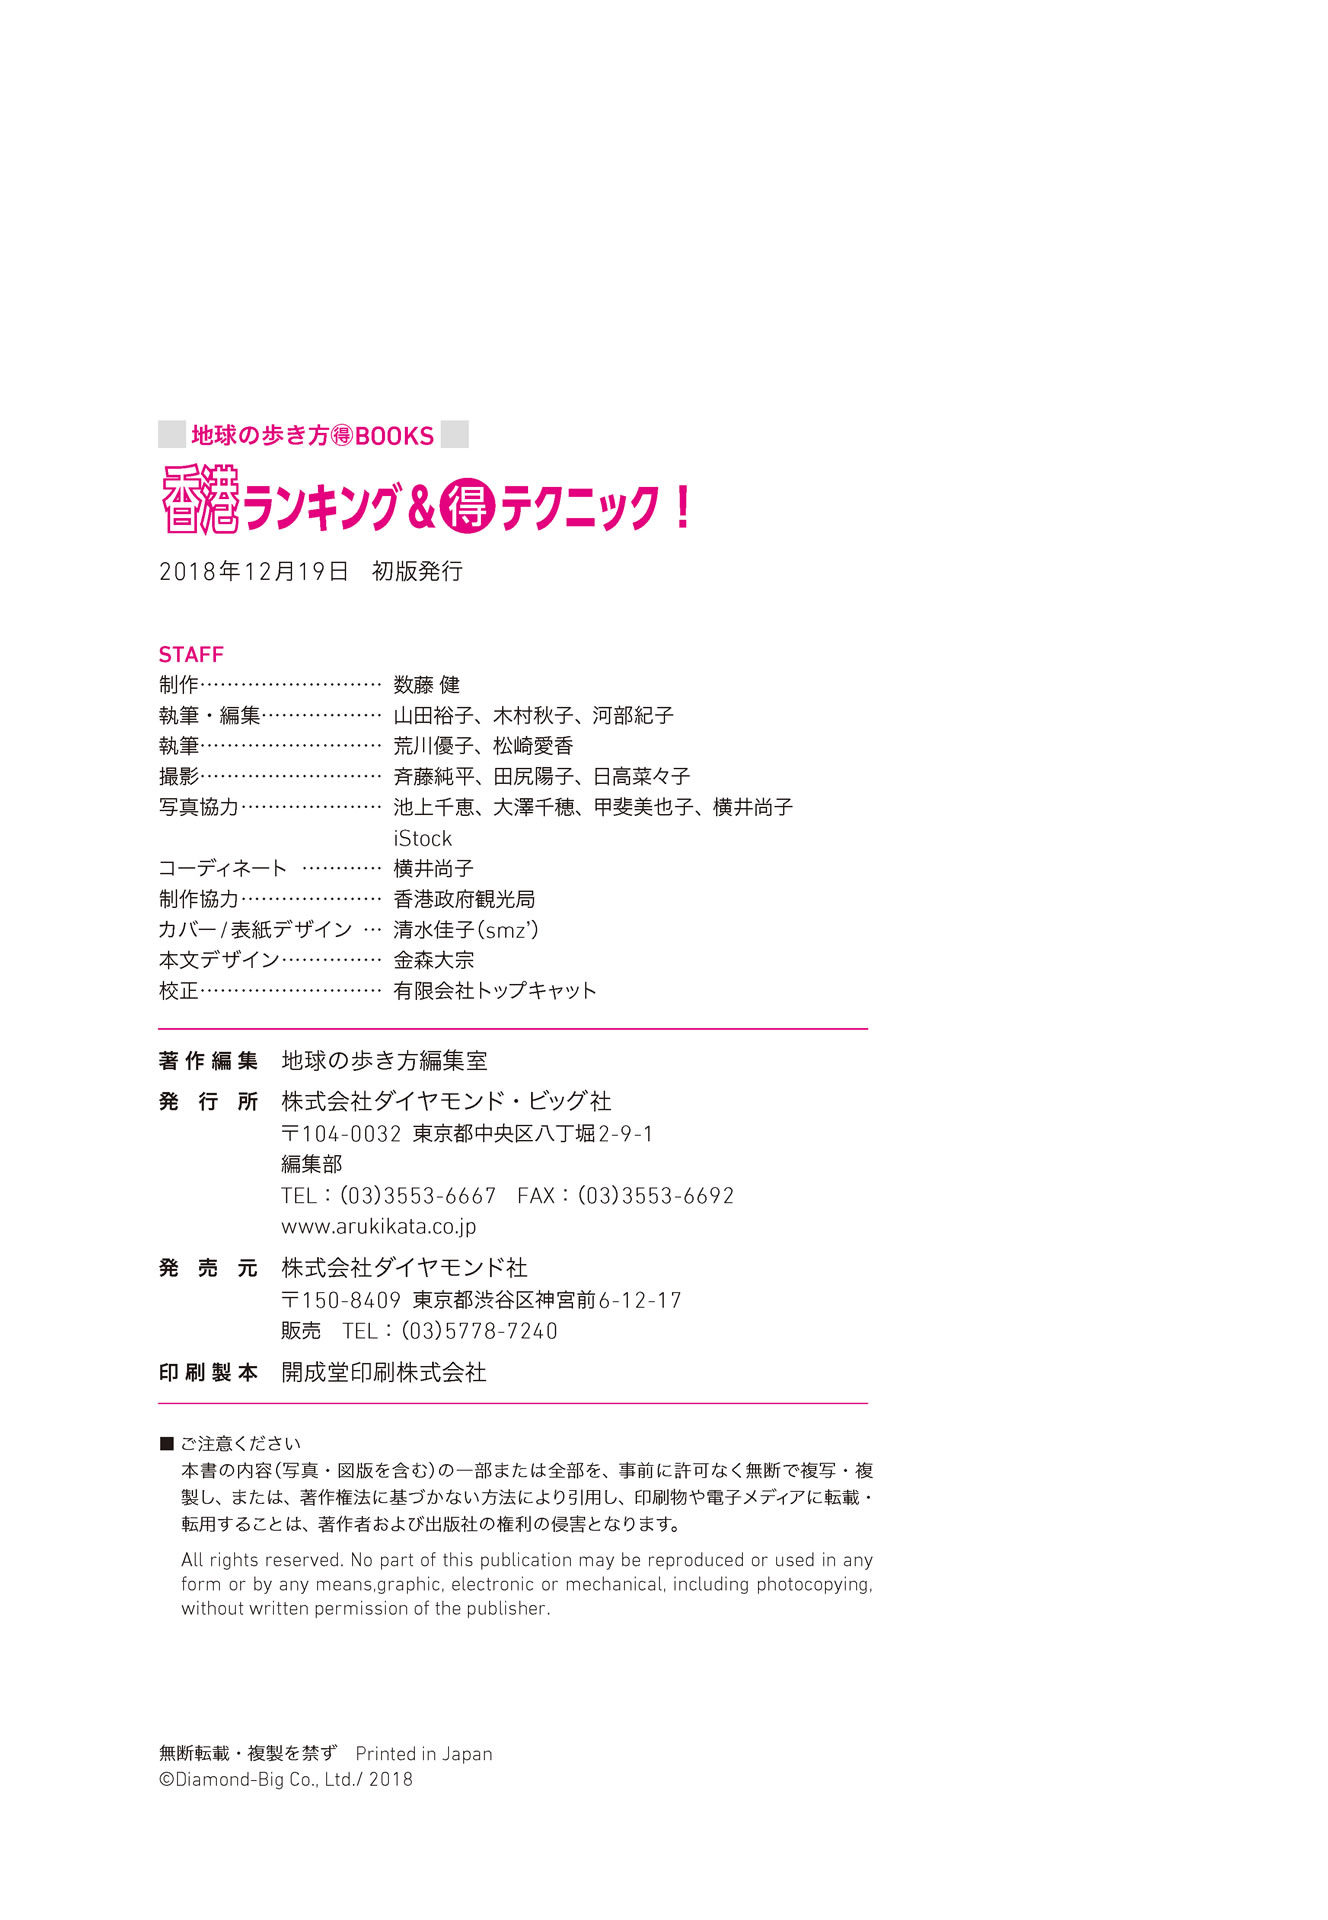 地球の歩き方㊝BOOKS
香港ランキング&得テクニック!
2018年12月19日　初版発行
STAFF
制作………………………… 数藤 健
執筆・編集……………… 山田裕子、木村秋子、河部紀子
執筆………………………… 荒川優子、松崎愛香
撮影………………………… 斉藤純平、田尻陽子、日高菜々子
写真協力………………… 池上千恵、大澤千穂、甲斐美也子、横井尚子
iStock
コーディネート ………… 横井尚子
制作協力………………… 香港政府観光局
カバー/表紙デザイン … 清水佳子(smz’)
本文デザイン…………… 金森大宗
校正………………………… 有限会社トップキャット
著作編集　地球の歩き方編集室
発行所　株式会社ダイヤモンド・ビッグ社
〒104-0032 東京都中央区八丁堀2-9-1
編集部
TEL:(03)3553-6667　FAX:(03)3553-6692
www.arukikata.co.jp
発売元　株式会社ダイヤモンド社
〒150-8409 東京都渋谷区神宮前6-12-17
販売　TEL:(03)5778-7240
印刷製本　開成堂印刷株式会社
■ ご注意ください
本書の内容(写真・図版を含む)の一部または全部を、事前に許可なく無断で複写・複
製し、または、著作権法に基づかない方法により引用し、印刷物や電子メディアに転載・
転用することは、著作者および出版社の権利の侵害となります。
All rights reserved. No part of this publication may be reproduced or used in any
form or by any means,graphic, electronic or mechanical, including photocopying,
without written permission of the publisher.
無断転載・複製を禁ず　Printed in Japan
©Diamond-Big Co., Ltd./ 2018